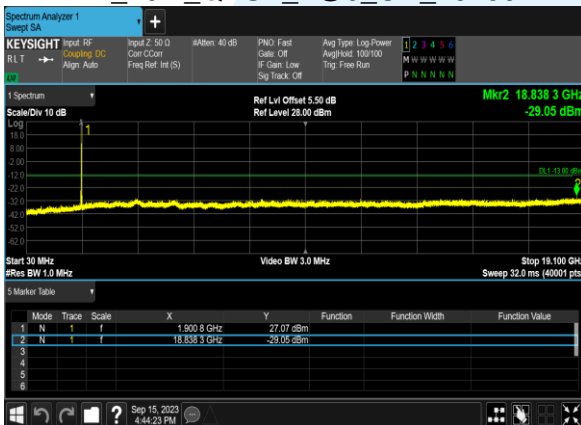 Spectrum Analyzer 1
Swept SA
KEYSIGHT Input: RF Input Z: 50 Ω #Atten: 40 dB PNO: Fast Avg Type: Log-Power 1 2 3 4 5 6
RLT Coupling: DC Corr CCorr Gate: Off Avg|Hold: 100/100 M W W W W W
Align: Auto Freq Ref: Int (S) IF Gain: Low Trig: Free Run
Sig Track: Off P N N N N N
LV
1 Spectrum Ref Lvl Offset 5.50 dB Mkr2 18.838 3 GHz
Scale/Div 10 dB Ref Level 28.00 dBm -29.05 dBm
Log
18.0 1
8.00
-2.00
-12.0 DL1 -13.00 dBm
-22.0
-32.0
-42.0
-52.0
-62.0
Start 30 MHz Video BW 3.0 MHz Stop 19.100 GHz
#Res BW 1.0 MHz Sweep 32.0 ms (40001 pts)
5 Marker Table
Mode Trace Scale X Y Function Function Width Function Value
1 N 1 f 1.900 8 GHz 27.07 dBm
2 N 1 f 18.838 3 GHz -29.05 dBm
3
4
5
6
? Sep 15, 2023
4:44:23 PM